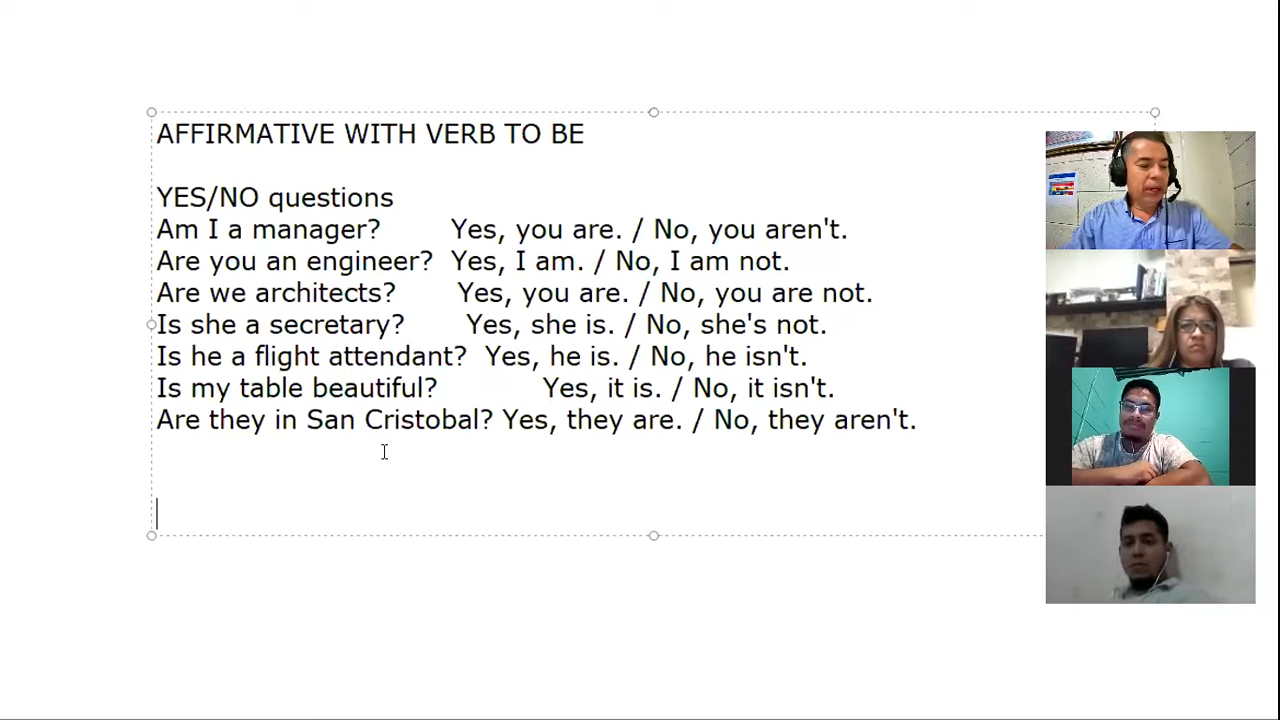 AFFIRMATIVE WITH VERB TO BE
YES/NO questions
Am I a manager? Yes, you are. / No, you aren't.
Are you an engineer? Yes, I am. / No, I am not.
Are we architects? Yes, you are. / No, you are not.
Is she a secretary? Yes, she is. / No, she's not.
Is he a flight attendant? Yes, he is. / No, he isn't.
Is my table beautiful? Yes, it is. / No, it isn't.
Are they in San Cristobal? Yes, they are. / No, they aren't.